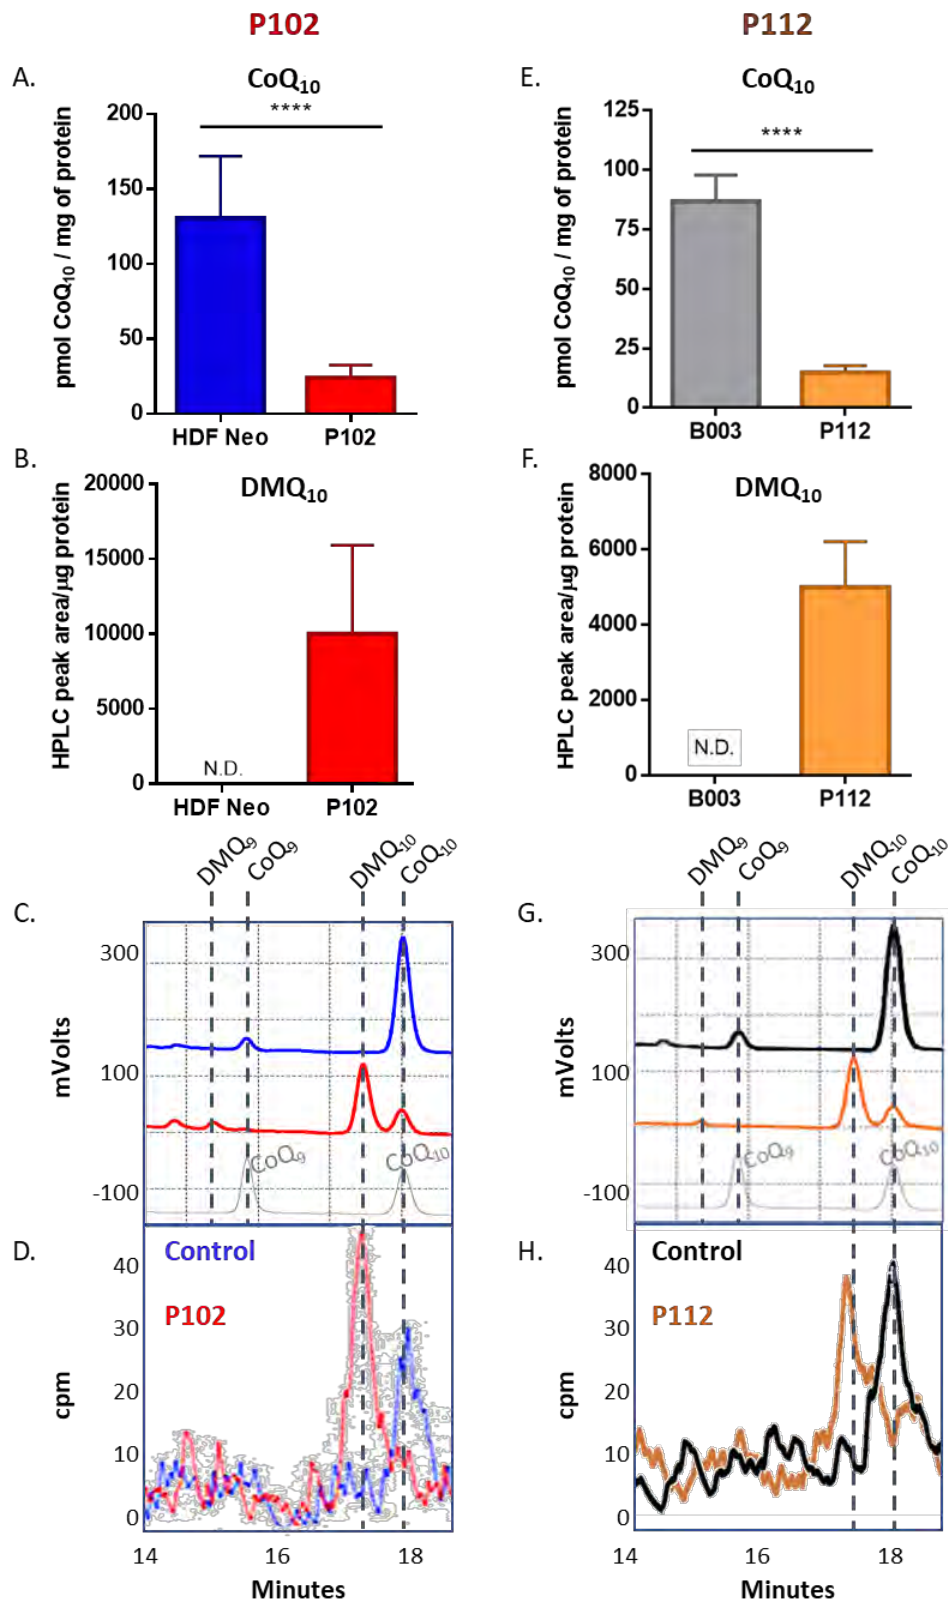 P102
P112
A.
CoQ10
****
200
150
100
50
0
pmol CoQ10 / mg of protein
HDF Neo
P102
E.
CoQ10
****
125
100
75
50
25
0
pmol CoQ10 / mg of protein
B003
P112
B.
DMQ10
20000
15000
10000
5000
0
HPLC peak area/µg protein
N.D.
HDF Neo
P102
F.
DMQ10
8000
6000
4000
2000
0
HPLC peak area/µg protein
N.D.
B003
P112
C.
DMQ9
CoQ9
DMQ10
CoQ10
300
100
-100
mVolts
CoQ9
CoQ10
G.
DMQ9
CoQ9
DMQ10
CoQ10
300
100
-100
mVolts
CoQ9
CoQ10
D.
Control
P102
40
30
20
10
0
cpm
14
16
18
Minutes
H.
Control
P112
40
30
20
10
0
cpm
14
16
18
Minutes